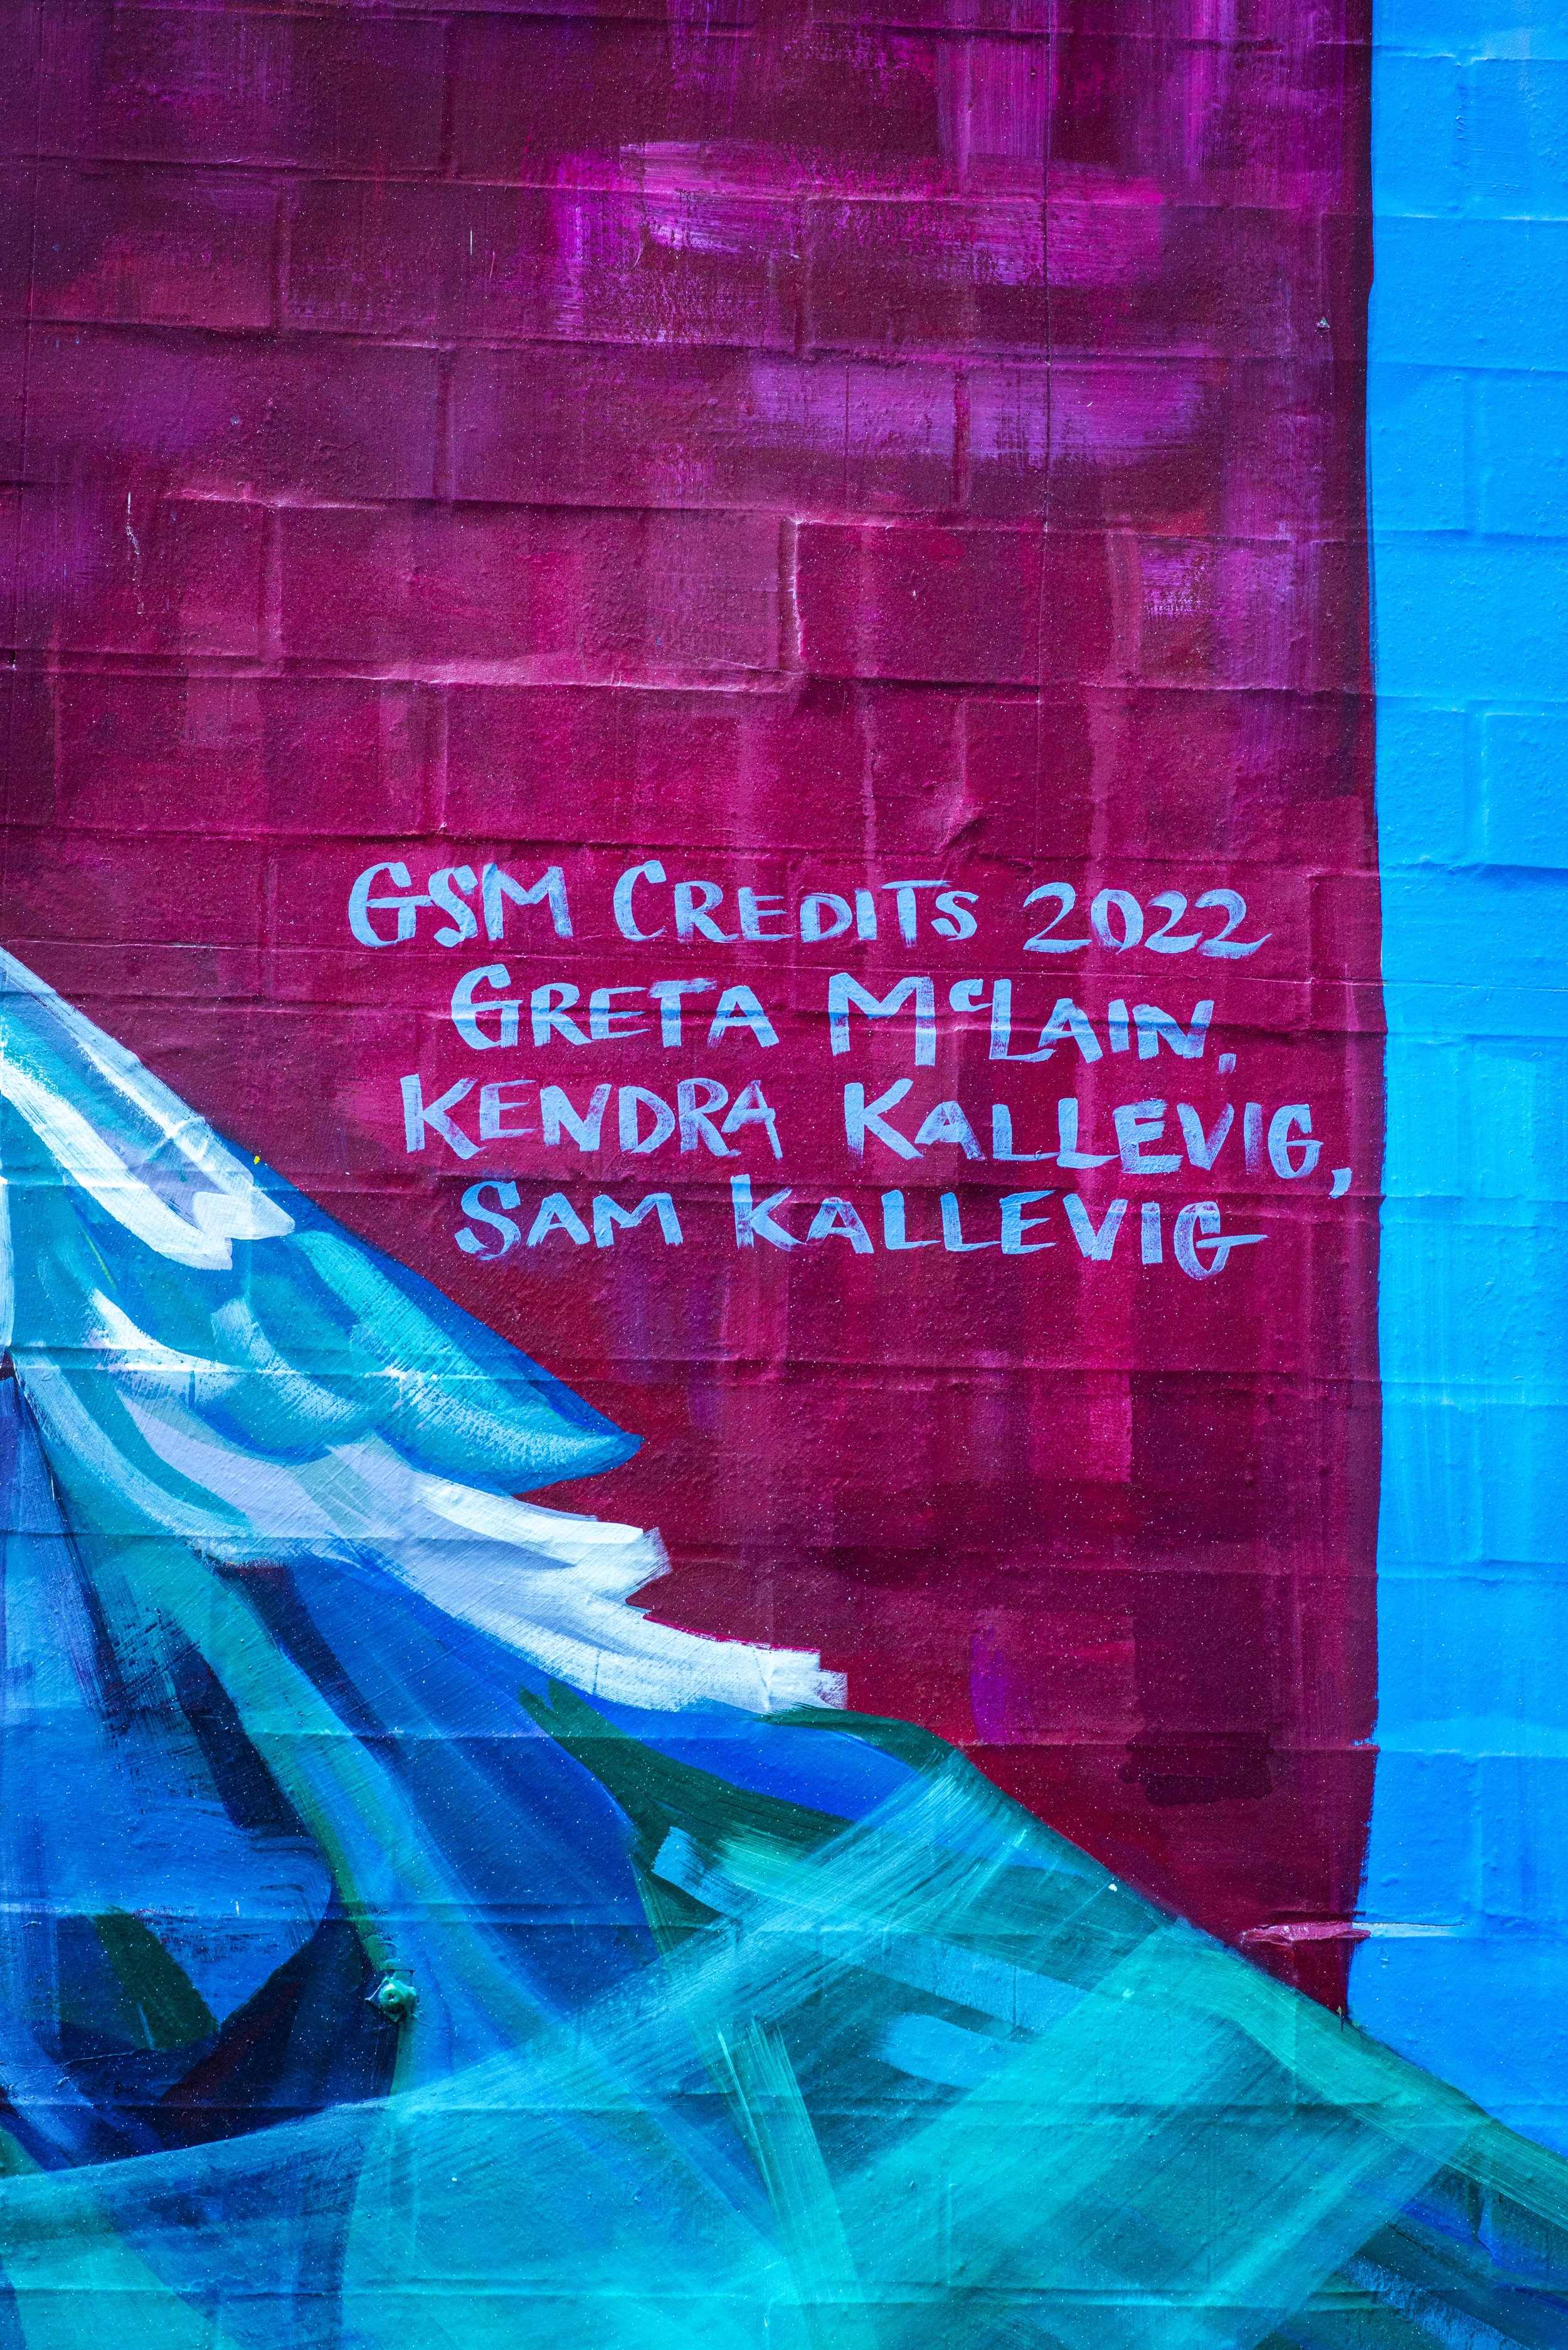 GSM CREDITS 2022
GRETA McLAIN,
KENDRA KALLEVIG,
SAM KALLEVIG